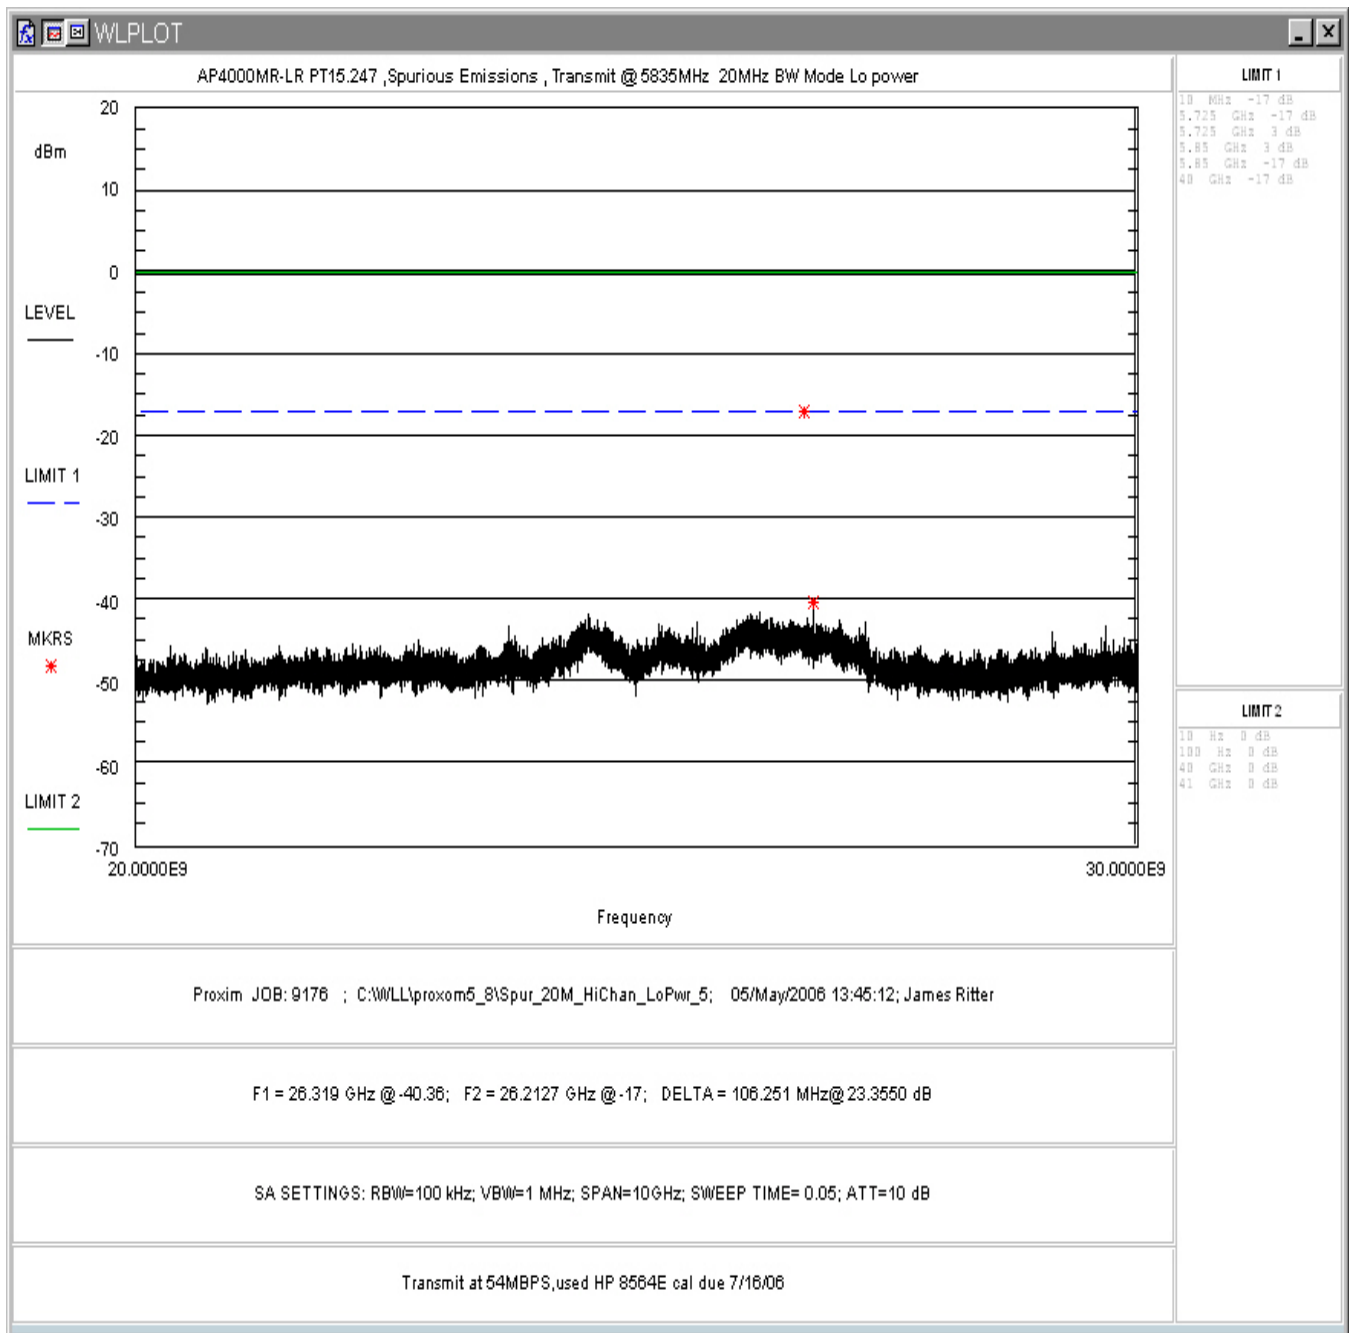 WLPLOT
AP4000MR-LR PT15.247 ,Spurious Emissions , Transmit @ 5835MHz 20MHz BW Mode Lo power
LIMIT 1
10 MHz -17 dB
5.725 GHz -17 dB
5.725 GHz 3 dB
5.85 GHz 3 dB
5.85 GHz -17 dB
40 GHz -17 dB
20
dBm
10
0
LEVEL
-10
-20
LIMIT 1
-30
-40
MKRS
-50
-60
LIMIT 2
-70
20.0000E9
30.0000E9
Frequency
LIMIT 2
10 Hz 0 dB
100 Hz 0 dB
40 GHz 0 dB
41 GHz 0 dB
Proxim JOB: 9176 ; C:\WLL\proxom5_8\Spur_20M_HiChan_LoPwr_5; 05/May/2006 13:45:12; James Ritter
F1 = 26.319 GHz @ -40.36; F2 = 26.2127 GHz @ -17; DELTA = 106.251 MHz@ 23.3550 dB
SA SETTINGS: RBW=100 kHz; VBW=1 MHz; SPAN=10GHz; SWEEP TIME= 0.05; ATT=10 dB
Transmit at 54MBPS,used HP 8564E cal due 7/16/06